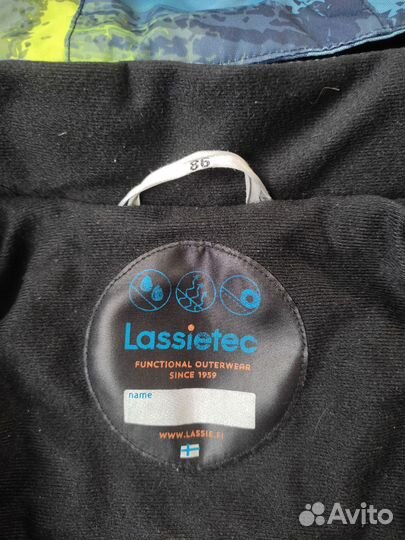 86
Lassietec
FUNCTIONAL OUTERWEAR
SINCE 1959
name
WWW.LASSIE.FI
Avito